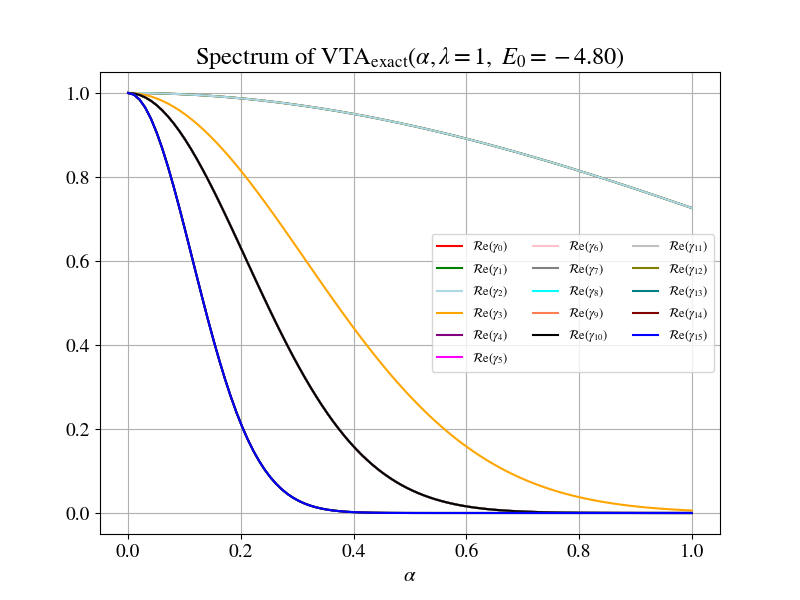 Spectrum of VTA_exact(α, λ = 1, E_0 = −4.80)
1.0
0.8
0.6
0.4
0.2
0.0
ℛe(γ_0) ℛe(γ_6) ℛe(γ_11)
ℛe(γ_1) ℛe(γ_7) ℛe(γ_12)
ℛe(γ_2) ℛe(γ_8) ℛe(γ_13)
ℛe(γ_3) ℛe(γ_9) ℛe(γ_14)
ℛe(γ_4) ℛe(γ_10) ℛe(γ_15)
ℛe(γ_5)
0.0 0.2 0.4 0.6 0.8 1.0
α